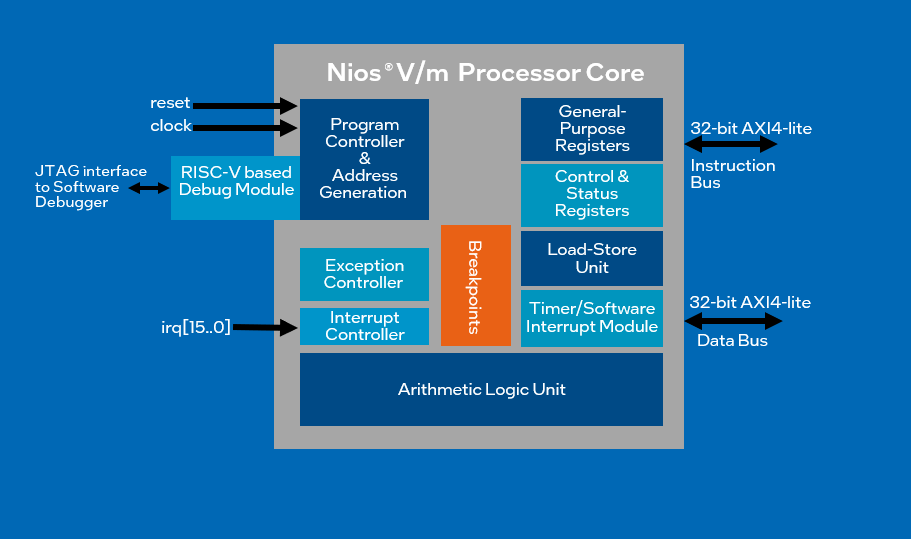 Nios® V/m Processor Core
reset
clock
JTAG interface
to Software
Debugger
RISC-V based
Debug Module
Program
Controller
&
Address
Generation
General-
Purpose
Registers
Control &
Status
Registers
32-bit AXI4-lite
Instruction
Bus
Exception
Controller
Breakpoints
Load-Store
Unit
irq[15..0]
Interrupt
Controller
Timer/Software
Interrupt Module
32-bit AXI4-lite
Data Bus
Arithmetic Logic Unit